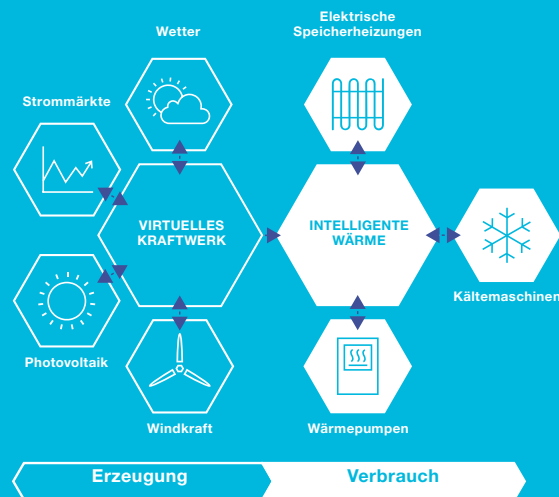 Wetter
Elektrische
Speicherheizungen
Strommärkte
VIRTUELLES
KRAFTWERK
INTELLIGENTE
WÄRME
Kältemaschinen
Photovoltaik
Windkraft
Wärmepumpen
Erzeugung
Verbrauch